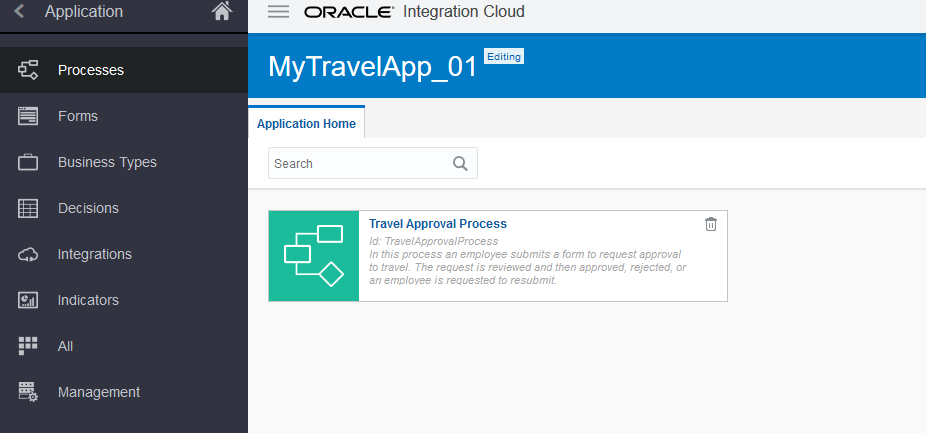 Application
ORACLE® Integration Cloud
MyTravelApp_01 Editing
Processes
Forms
Business Types
Decisions
Integrations
Indicators
All
Management
Application Home
Search
Travel Approval Process
Id: TravelApprovalProcess
In this process an employee submits a form to request approval
to travel. The request is reviewed and then approved, rejected, or
an employee is requested to resubmit.